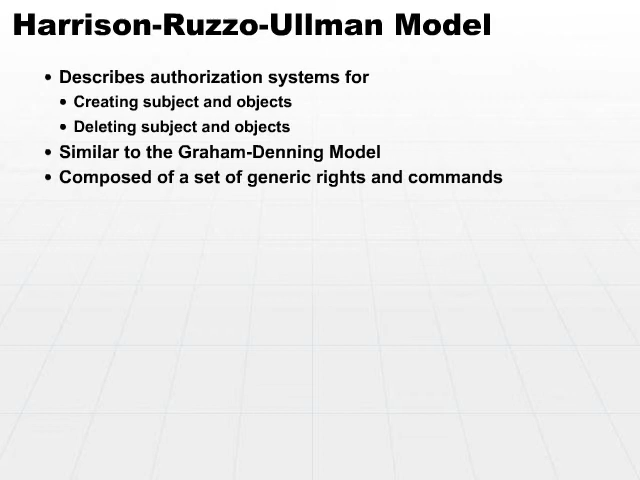 Harrison-Ruzzo-Ullman Model
• Describes authorization systems for
• Creating subject and objects
• Deleting subject and objects
• Similar to the Graham-Denning Model
• Composed of a set of generic rights and commands